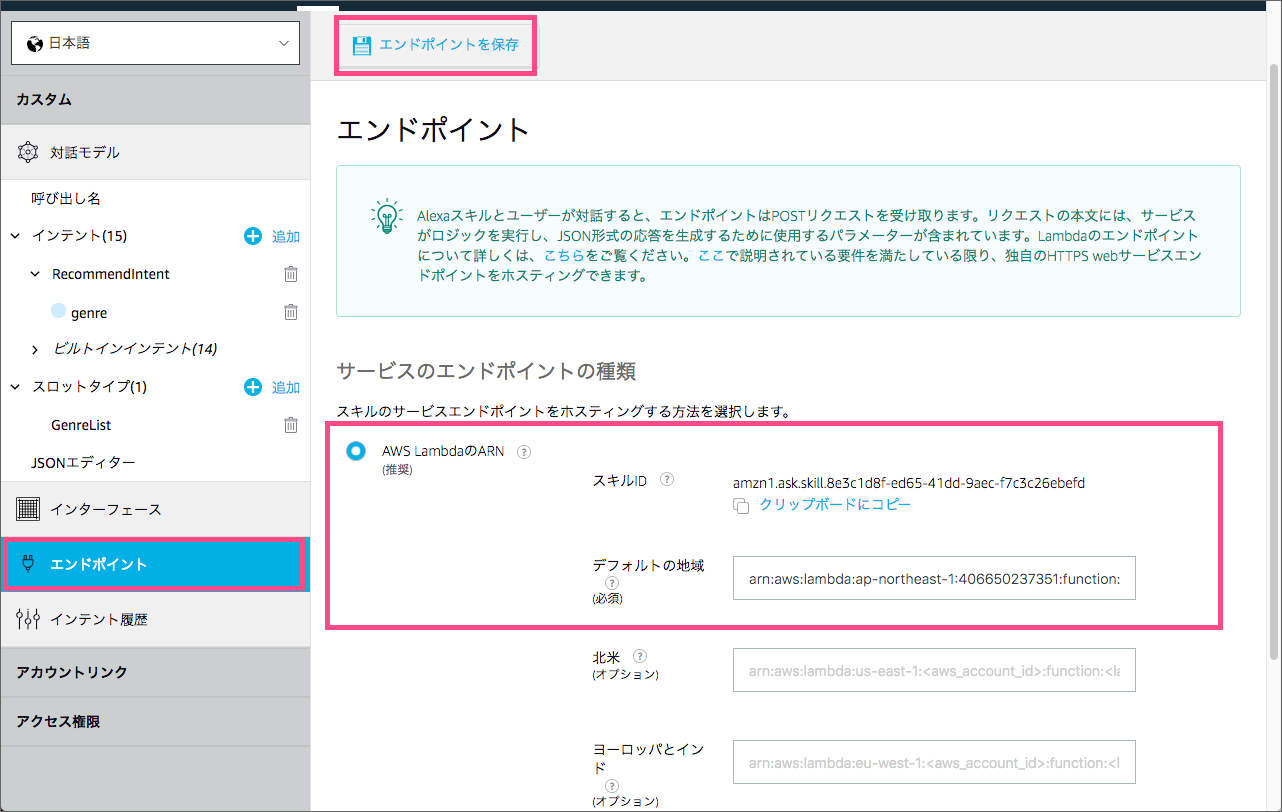 日本語
カスタム
対話モデル
呼び出し名
インテント(15)
追加
RecommendIntent
genre
ビルトインインテント(14)
スロットタイプ(1)
追加
GenreList
JSONエディター
インターフェース
エンドポイント
インテント履歴
アカウントリンク
アクセス権限
エンドポイントを保存
エンドポイント
Alexaスキルとユーザーが対話すると、エンドポイントはPOSTリクエストを受け取ります。リクエストの本文には、サービス
がロジックを実行し、JSON形式の応答を生成するために使用するパラメーターが含まれています。Lambdaのエンドポイント
について詳しくは、こちらをご覧ください。ここで説明されている要件を満たしている限り、独自のHTTPS webサービスエン
ドポイントをホスティングできます。
サービスのエンドポイントの種類
スキルのサービスエンドポイントをホスティングする方法を選択します。
AWS LambdaのARN ?
(推奨)
スキルID ?
amzn1.ask.skill.8e3c1d8f-ed65-41dd-9aec-f7c3c26ebefd
クリップボードにコピー
デフォルトの地域
?
(必須)
arn:aws:lambda:ap-northeast-1:406650237351:function:
北米 ?
(オプション)
arn:aws:lambda:us-east-1:<aws_account_id>:function:<la
ヨーロッパとイン
ド
?
(オプション)
arn:aws:lambda:eu-west-1:<aws_account_id>:function:<l